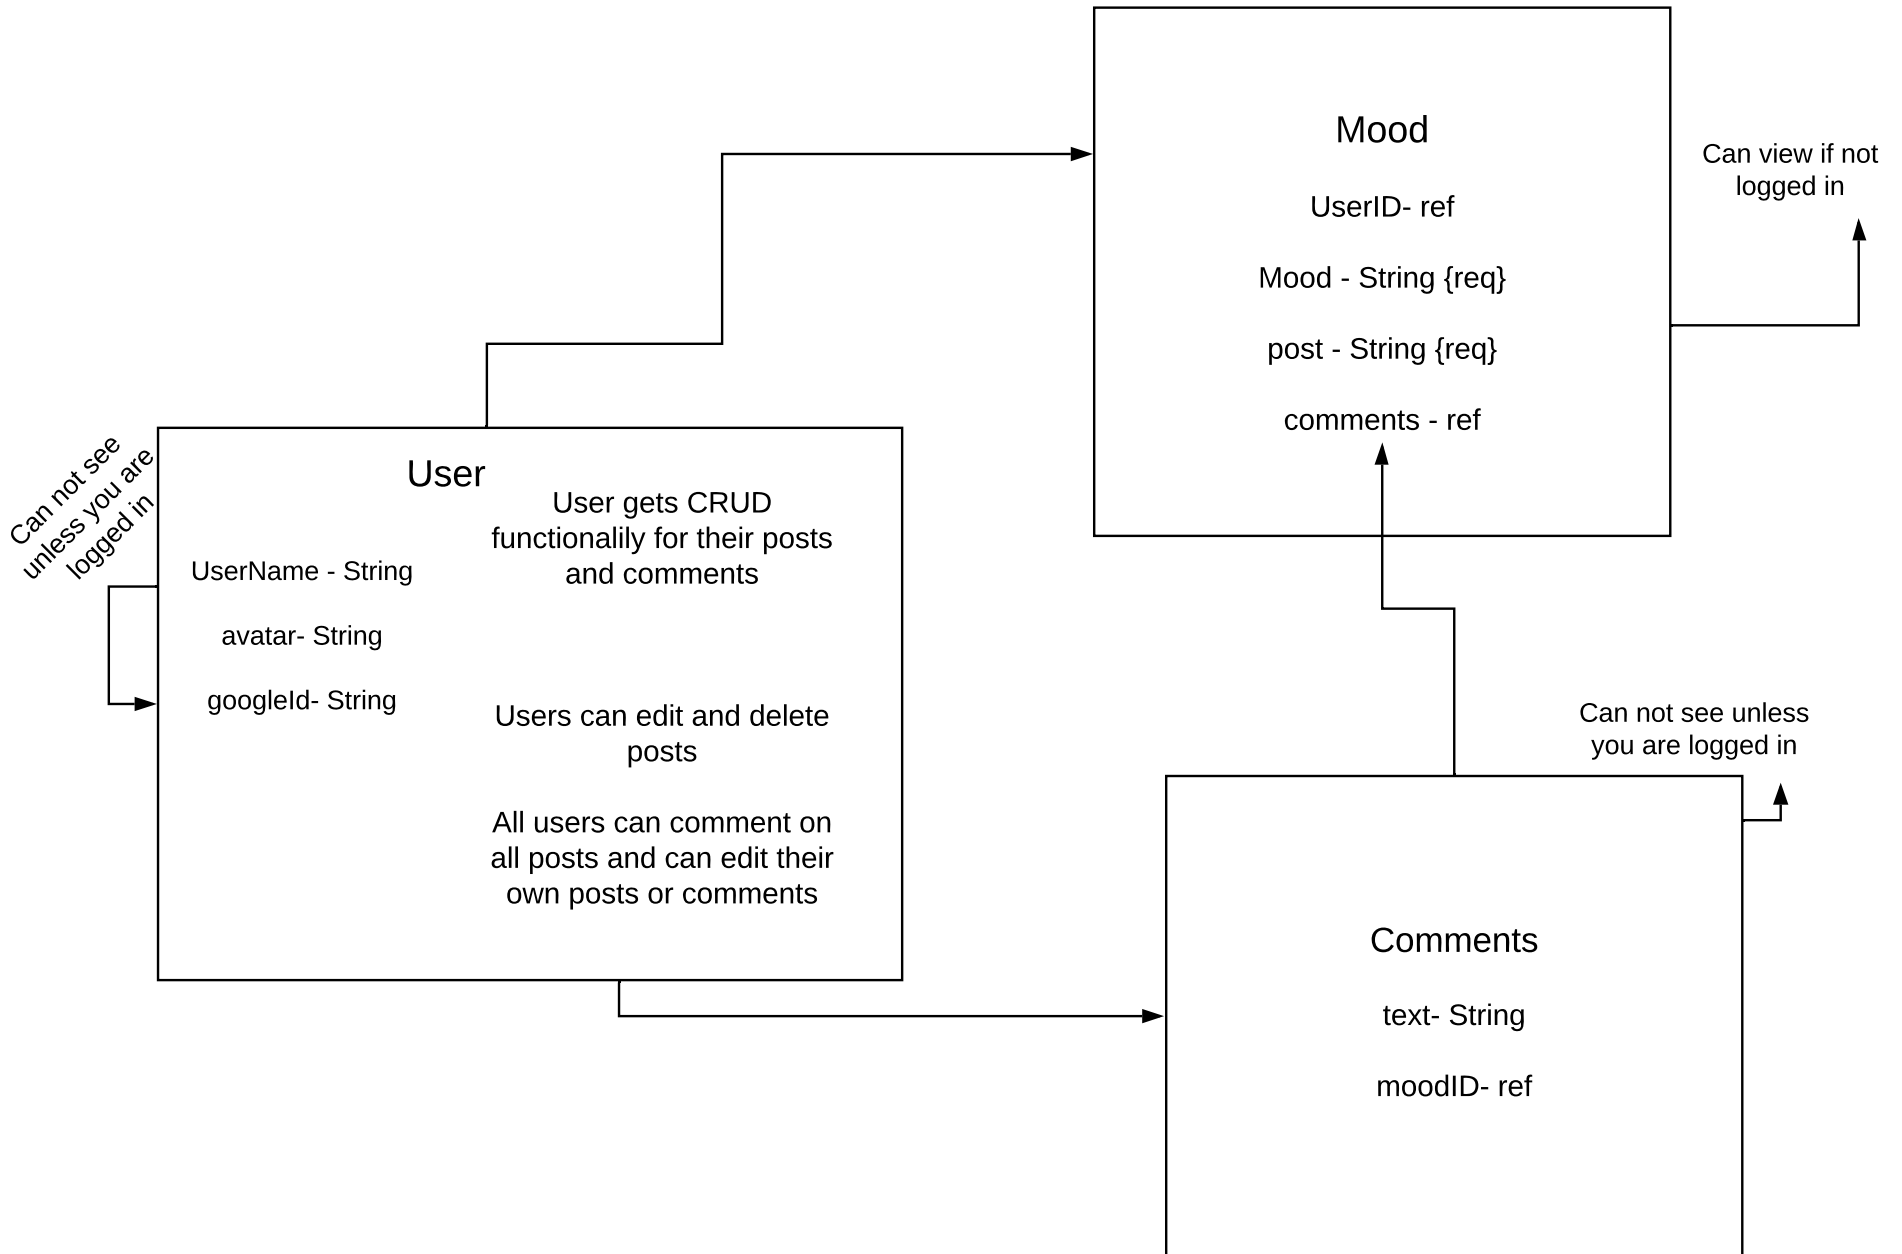 Mood
UserID- ref
Mood - String {req}
post - String {req}
comments - ref
Can view if not
logged in
Can not see
unless you are
logged in
User
User gets CRUD
functionalily for their posts
and comments
UserName - String
avatar- String
googleId- String
Users can edit and delete
posts
All users can comment on
all posts and can edit their
own posts or comments
Can not see unless
you are logged in
Comments
text- String
moodID- ref